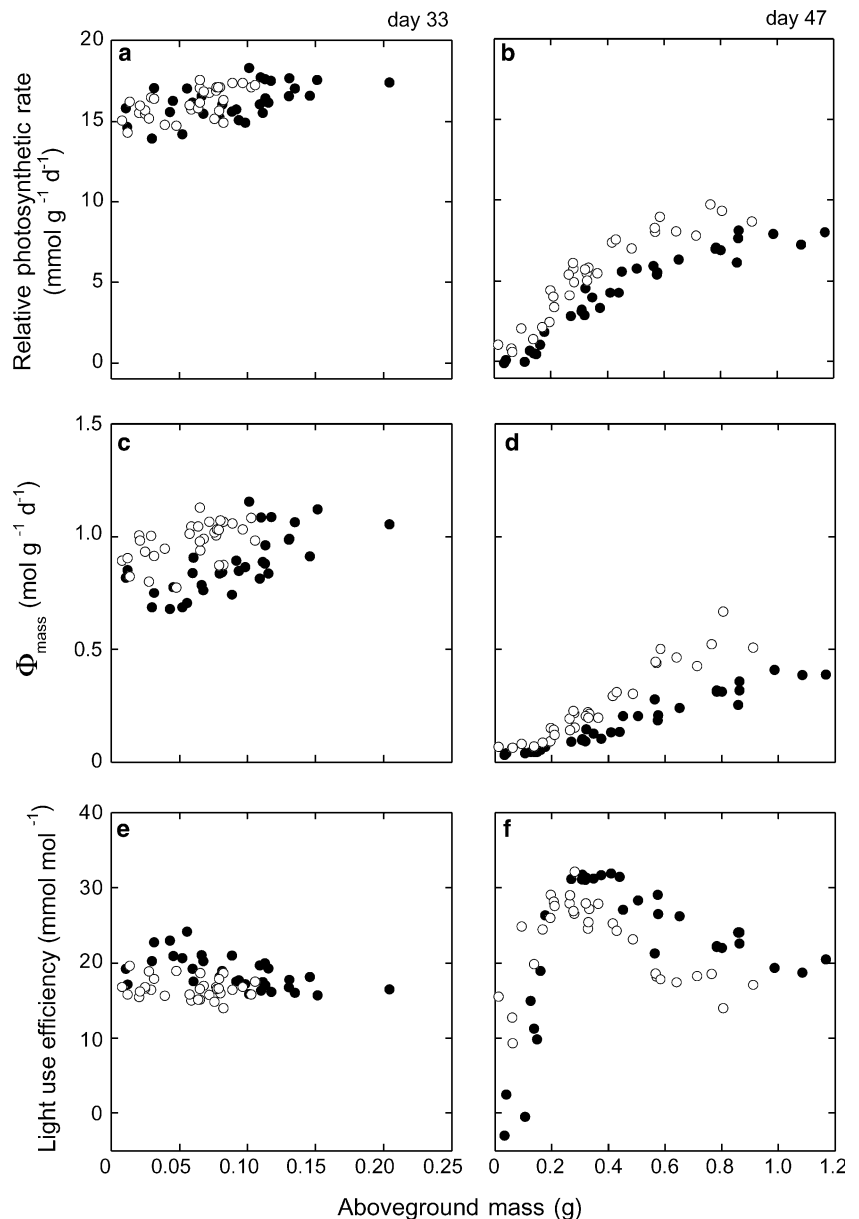 day 33
day 47
a
b
20
15
10
5
0
Relative photosynthetic rate
(mmol g⁻¹ d⁻¹)
c
d
1.5
1.0
0.5
0
Φmass (mol g⁻¹ d⁻¹)
e
f
40
30
20
10
0
Light use efficiency (mmol mol⁻¹)
0 0.05 0.10 0.15 0.20 0.25
0 0.2 0.4 0.6 0.8 1.0 1.2
Aboveground mass (g)